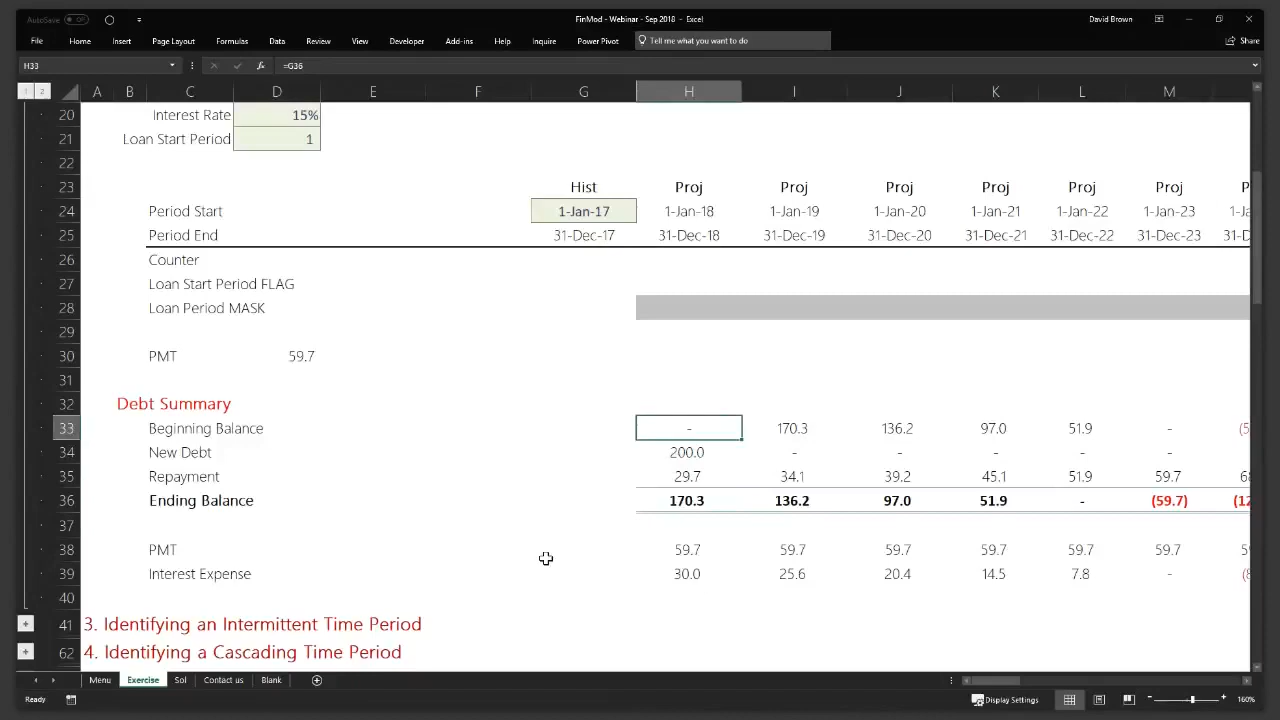 AutoSave Off FinMod - Webinar - Sep 2018 - Excel David Brown
File Home Insert Page Layout Formulas Data Review View Developer Add-ins Help Inquire Power Pivot Tell me what you want to do Share
H33 fx =G36
1 2 A B C D E F G H I J K L M
20 Interest Rate 15%
21 Loan Start Period 1
22
23 Hist Proj Proj Proj Proj Proj Proj
24 Period Start 1-Jan-17 1-Jan-18 1-Jan-19 1-Jan-20 1-Jan-21 1-Jan-22 1-Jan-23
25 Period End 31-Dec-17 31-Dec-18 31-Dec-19 31-Dec-20 31-Dec-21 31-Dec-22 31-Dec-23
26 Counter
27 Loan Start Period FLAG
28 Loan Period MASK
29
30 PMT 59.7
31
32 Debt Summary
33 Beginning Balance - 170.3 136.2 97.0 51.9 -
34 New Debt 200.0 - - - - -
35 Repayment 29.7 34.1 39.2 45.1 51.9 59.7
36 Ending Balance 170.3 136.2 97.0 51.9 - (59.7)
37
38 PMT 59.7 59.7 59.7 59.7 59.7 59.7
39 Interest Expense 30.0 25.6 20.4 14.5 7.8 -
40
41 3. Identifying an Intermittent Time Period
62 4. Identifying a Cascading Time Period
Menu Exercise Sol Contact us Blank
Ready Display Settings 160%